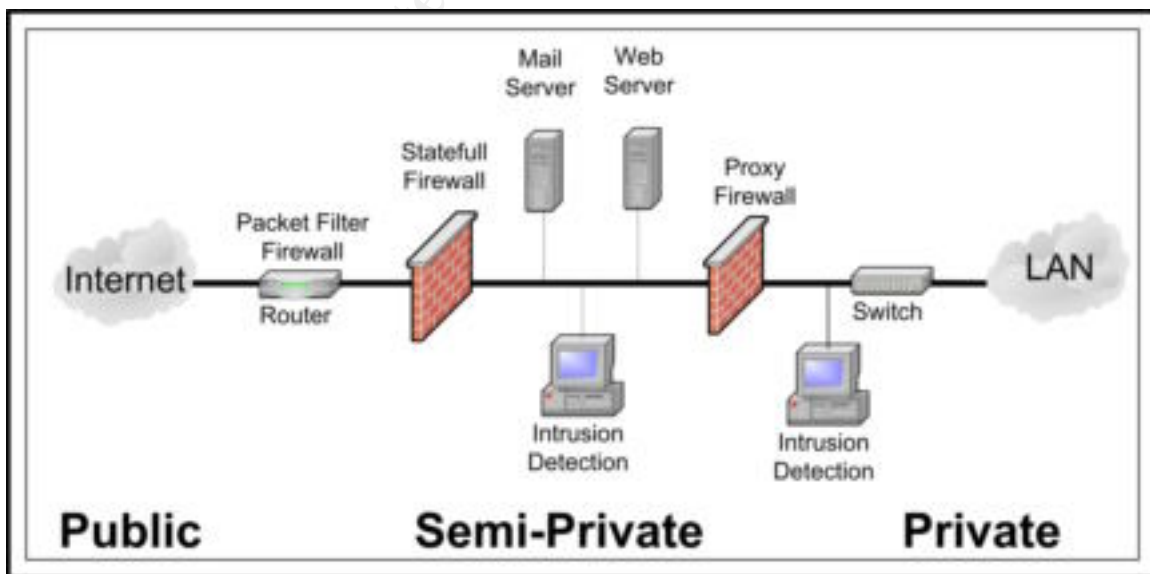 Mail
Server
Web
Server
Statefull
Firewall
Proxy
Firewall
Packet Filter
Firewall
Internet
Router
LAN
Switch
Intrusion
Detection
Intrusion
Detection
Public
Semi-Private
Private